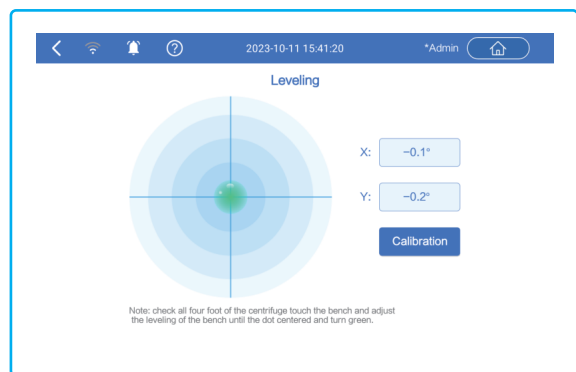 2023-10-11 15:41:20
*Admin
Leveling
X: −0.1°
Y: −0.2°
Calibration
Note: check all four foot of the centrifuge touch the bench and adjust
the leveling of the bench until the dot centered and turn green.